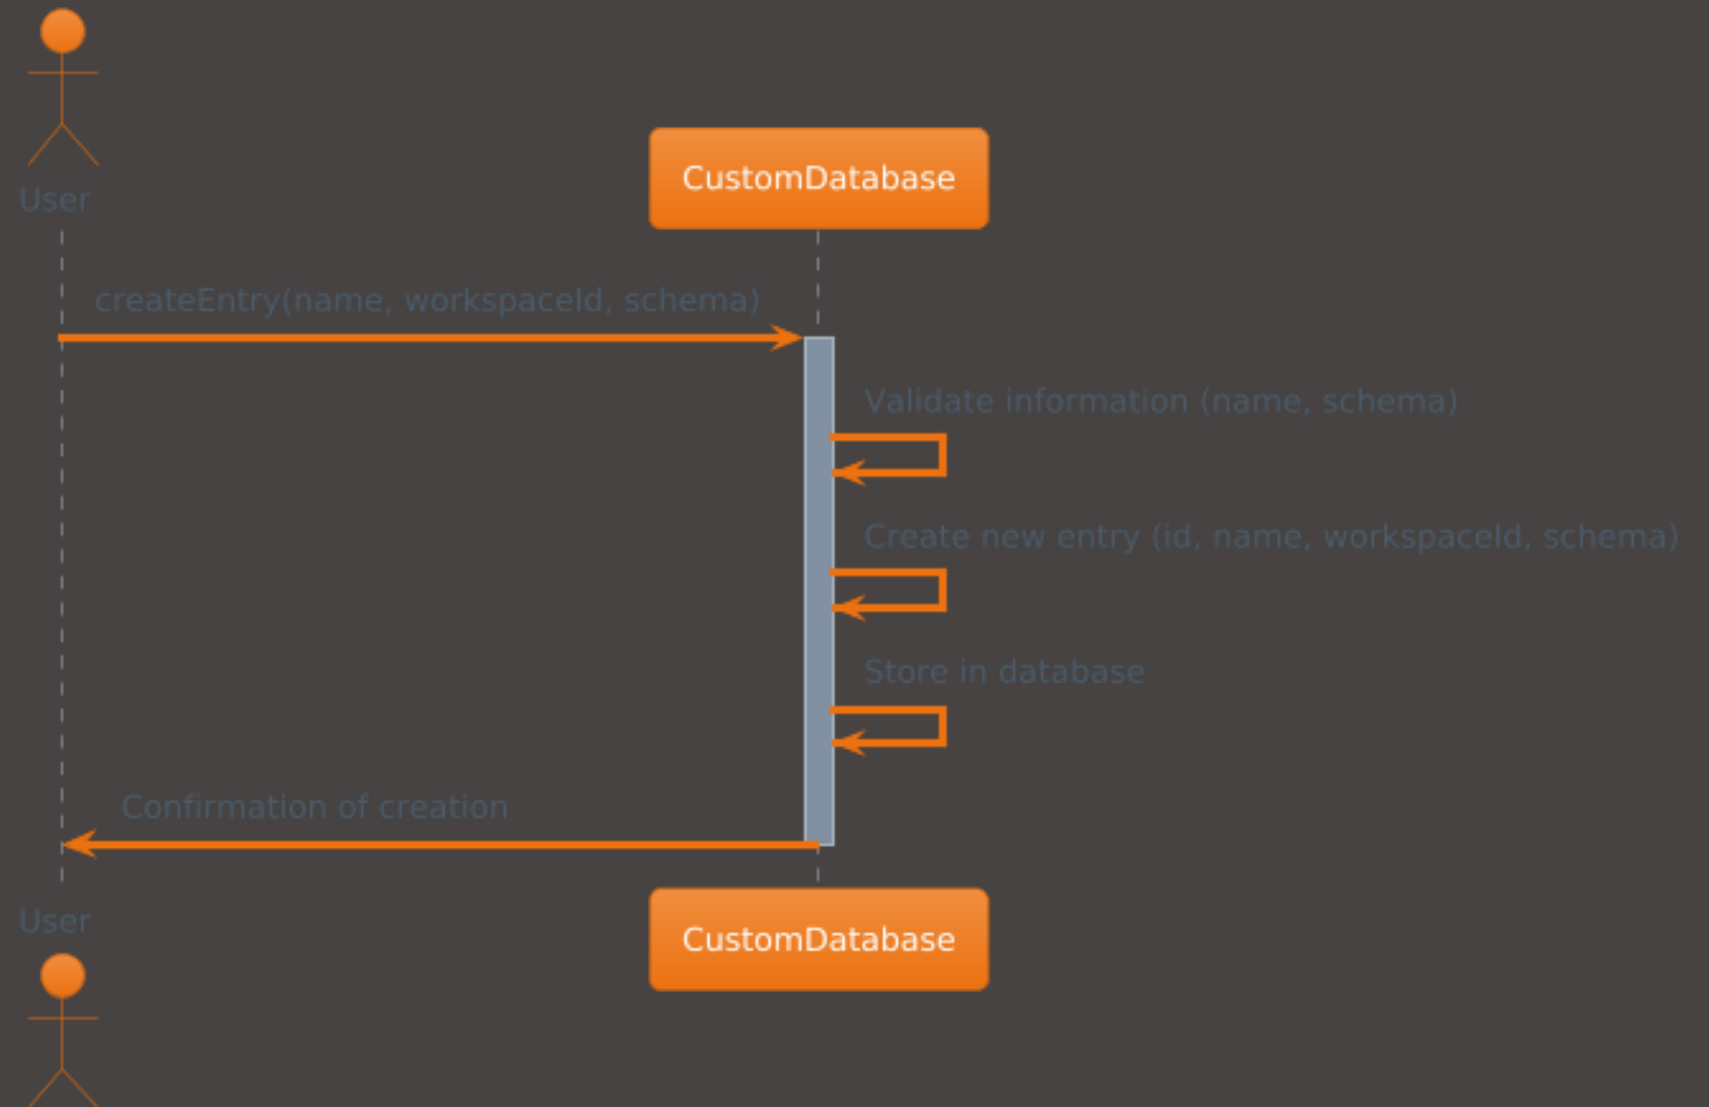 User
CustomDatabase
createEntry(name, workspaceId, schema)
Validate information (name, schema)
Create new entry (id, name, workspaceId, schema)
Store in database
Confirmation of creation
User
CustomDatabase